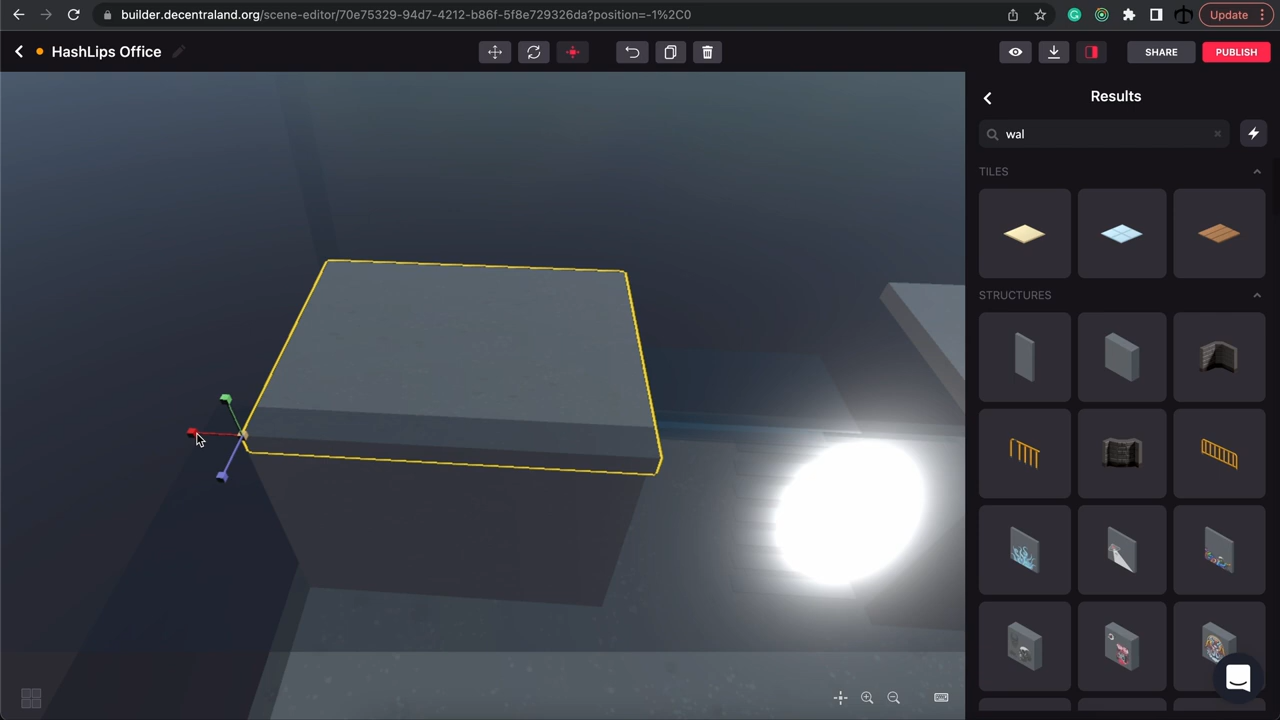 builder.decentraland.org/scene-editor/70e75329-94d7-4212-b86f-5f8e729326da?position=-1%2C0
Update
HashLips Office
SHARE
PUBLISH
Results
wal
TILES
STRUCTURES